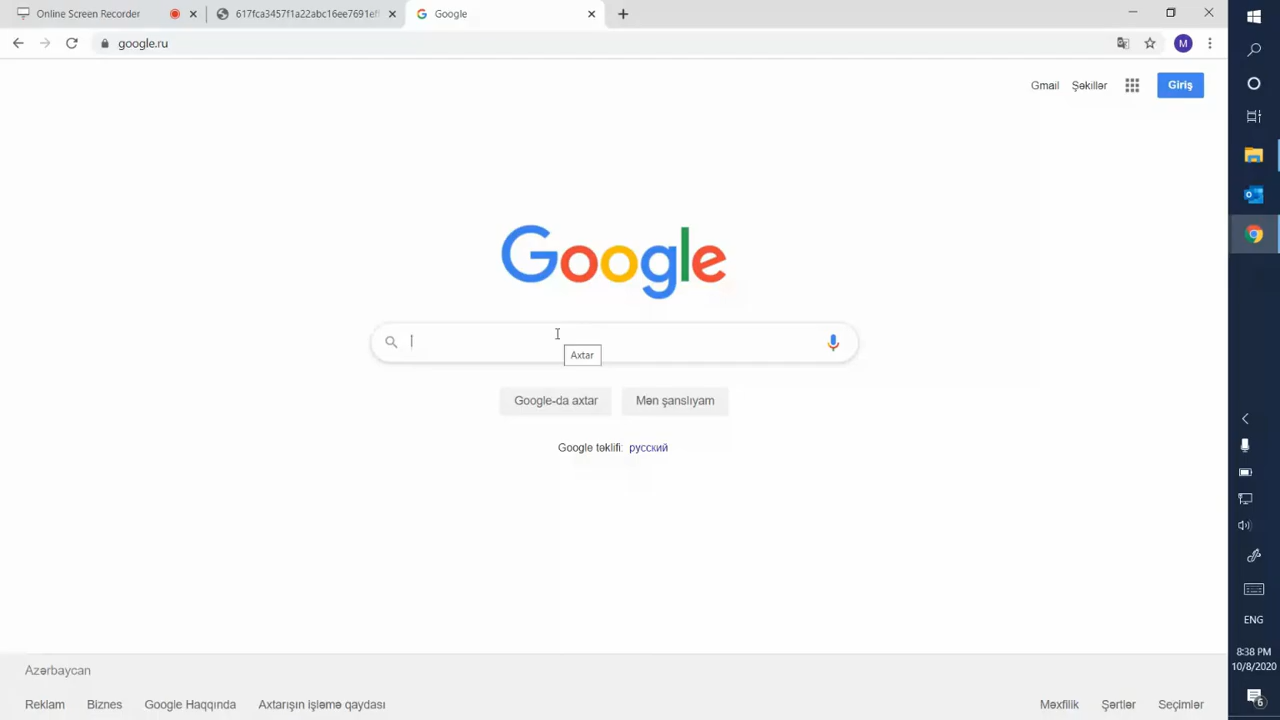 Online Screen Recorder
617fca3457f1a22abc16ee7691ef
Google
google.ru
M
Gmail
Şəkillər
Giriş
Google
Axtar
Google-da axtar
Mən şanslıyam
Google təklifi: русский
Azərbaycan
Reklam
Biznes
Google Haqqında
Axtarışın işləmə qaydası
Məxfilik
Şərtlər
Seçimlər
ENG
8:38 PM
10/8/2020
6